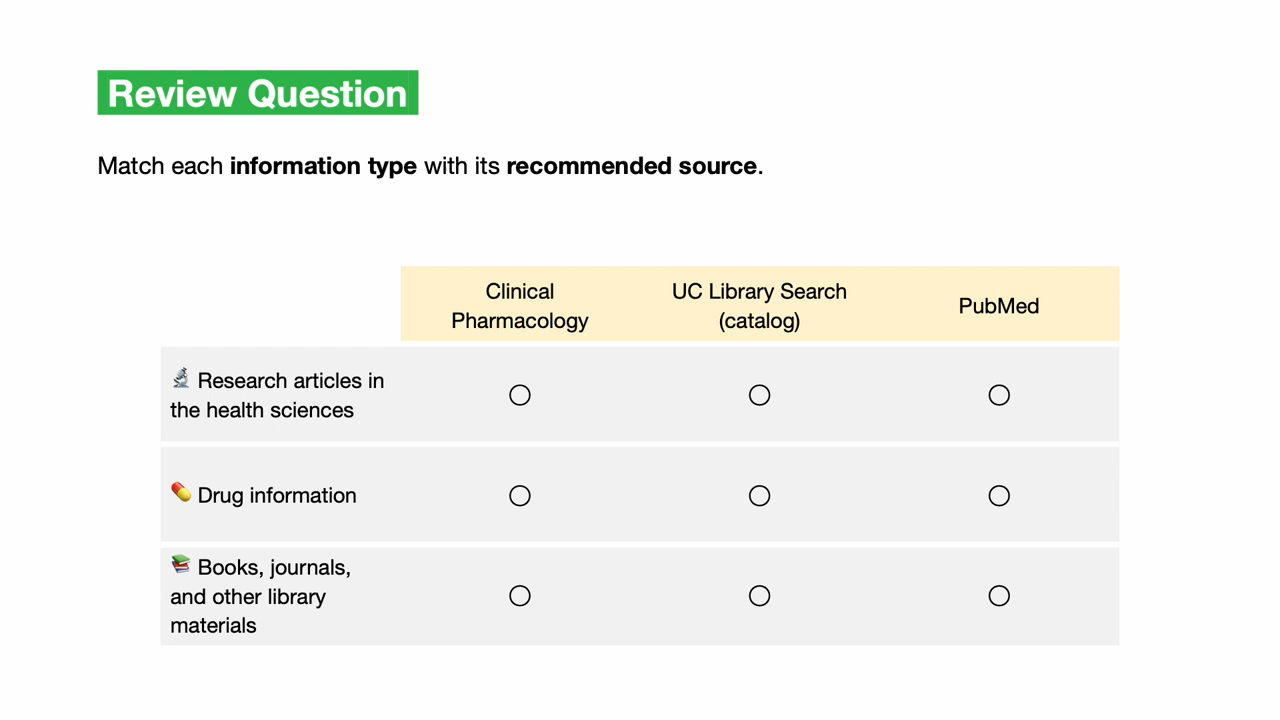 Review Question
Match each information type with its recommended source.
Clinical
Pharmacology
UC Library Search
(catalog)
PubMed
Research articles in
the health sciences
Drug information
Books, journals,
and other library
materials